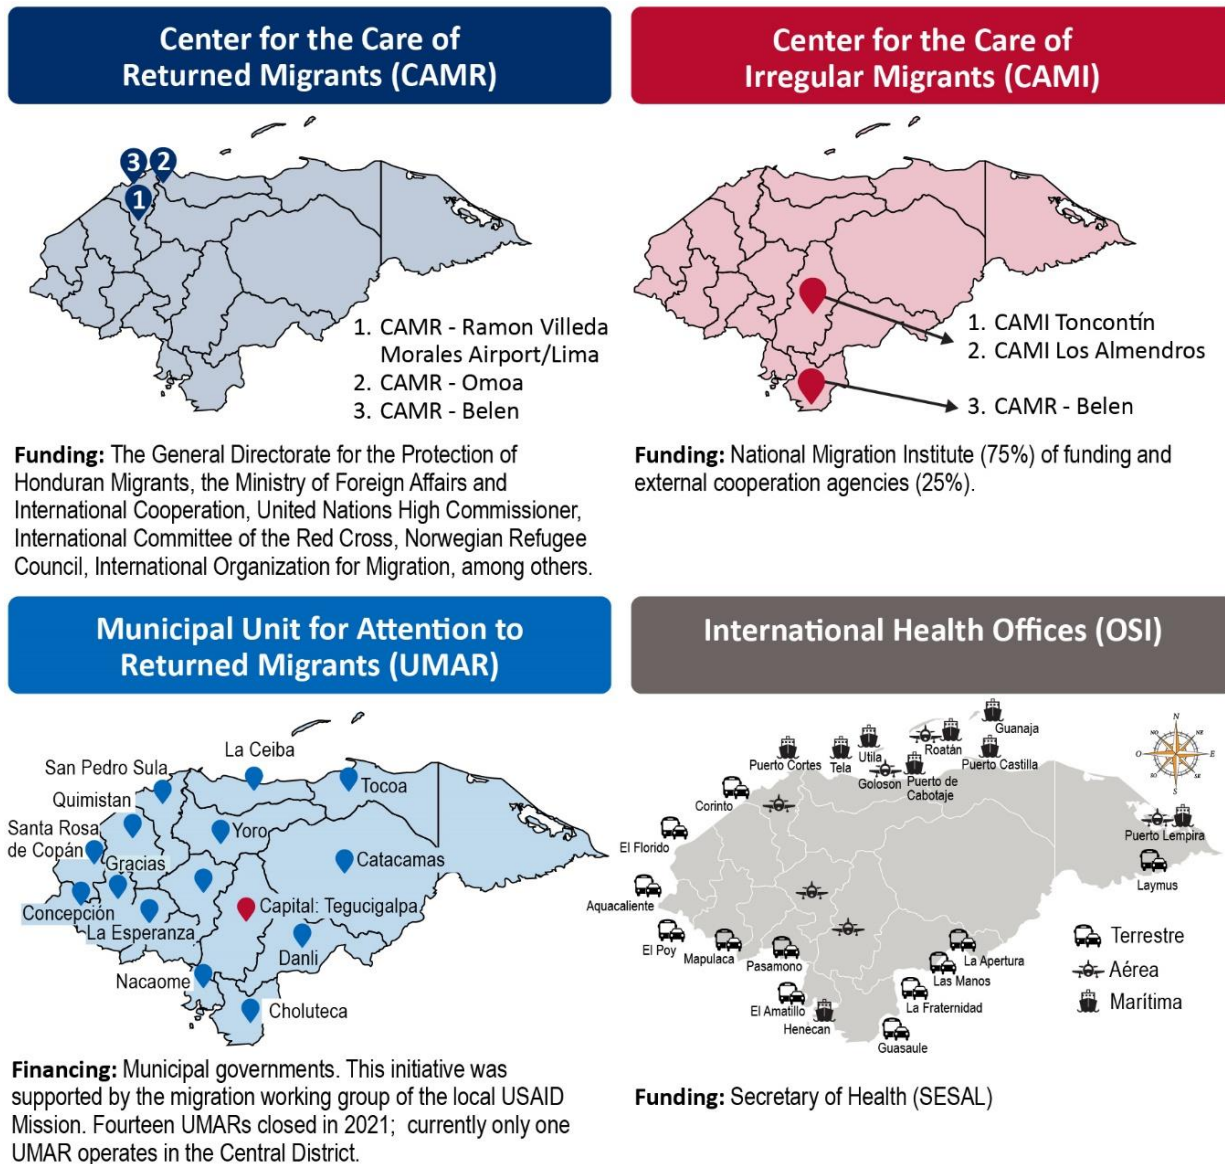 Center for the Care of
Returned Migrants (CAMR)
3
2
1
1. CAMR - Ramon Villeda
Morales Airport/Lima
2. CAMR - Omoa
3. CAMR - Belen
Funding: The General Directorate for the Protection of
Honduran Migrants, the Ministry of Foreign Affairs and
International Cooperation, United Nations High Commissioner,
International Committee of the Red Cross, Norwegian Refugee
Council, International Organization for Migration, among others.
Center for the Care of
Irregular Migrants (CAMI)
1. CAMI Toncontín
2. CAMI Los Almendros
3. CAMR - Belen
Funding: National Migration Institute (75%) of funding and
external cooperation agencies (25%).
Municipal Unit for Attention to
Returned Migrants (UMAR)
La Ceiba
San Pedro Sula
Tocoa
Quimistan
Santa Rosa
de Copán
Yoro
Gracias
Catacamas
Concepción
Capital: Tegucigalpa
La Esperanza
Danli
Nacaome
Choluteca
Financing: Municipal governments. This initiative was
supported by the migration working group of the local USAID
Mission. Fourteen UMARs closed in 2021; currently only one
UMAR operates in the Central District.
International Health Offices (OSI)
Guanaja
Roatán
Utila
Puerto Cortes
Tela
Puerto Castilla
Goloson
Puerto de
Cabotaje
Corinto
N
NO
NE
O
E
SO
SE
S
El Florido
Puerto Lempira
Laymus
Aquacaliente
El Poy
Mapulaca
Pasamono
La Apertura
Las Manos
La Fraternidad
El Amatillo
Henecan
Guasaule
Terrestre
Aérea
Marítima
Funding: Secretary of Health (SESAL)